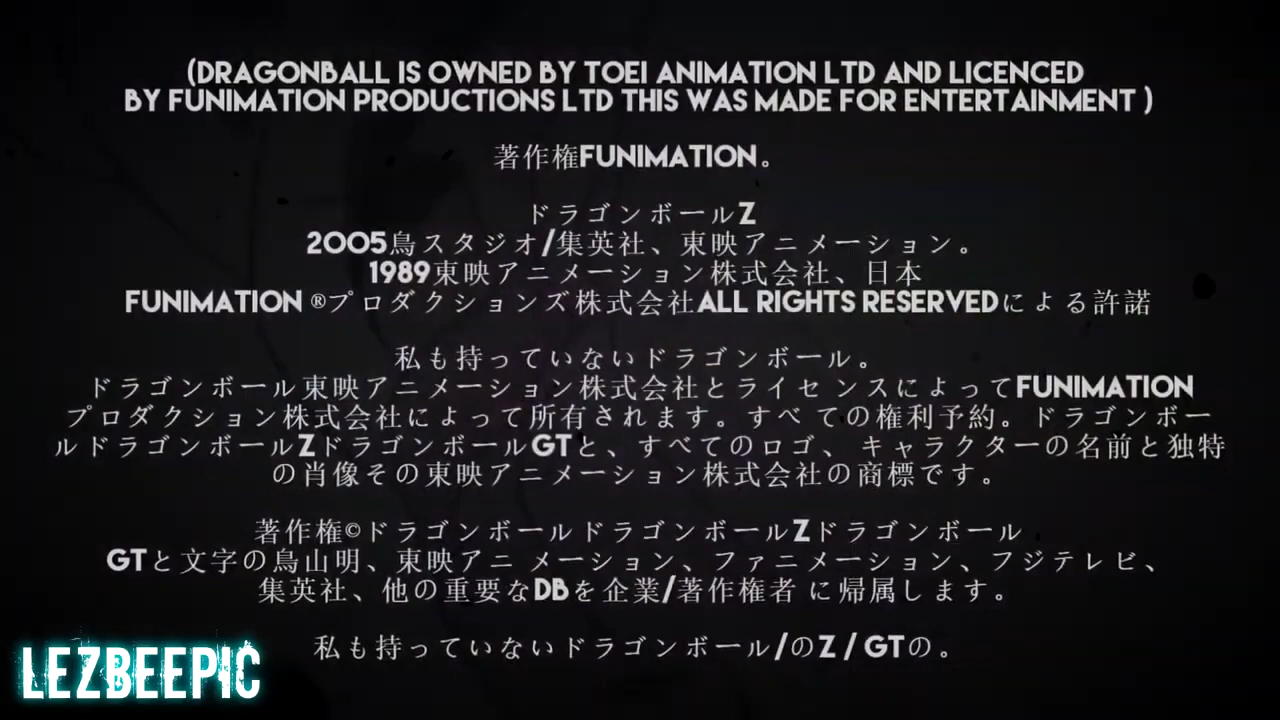 (DRAGONBALL IS OWNED BY TOEI ANIMATION LTD AND LICENCED
BY FUNIMATION PRODUCTIONS LTD THIS WAS MADE FOR ENTERTAINMENT )
著作権FUNIMATION。
ドラゴンボールZ
2005鳥スタジオ/集英社、東映アニメーション。
1989東映アニメーション株式会社、日本
FUNIMATION ®プロダクションズ株式会社ALL RIGHTS RESERVEDによる許諾
私も持っていないドラゴンボール。
ドラゴンボール東映アニメーション株式会社とライセンスによってFUNIMATION
プロダクション株式会社によって所有されます。すべ ての権利予約。ドラゴンボー
ルドラゴンボールZドラゴンボールGTと、すべてのロゴ、 キャラクターの名前と独特
の肖像その東映アニメーション株式会社の商標です。
著作権©ドラゴンボールドラゴンボールZドラゴンボール
GTと文字の鳥山明、東映アニ メーション、ファニメーション、フジテレビ、
集英社、他の重要なDBを企業/著作権者 に帰属します。
私も持っていないドラゴンボール/のZ / GTの。
LEZBEEPIC